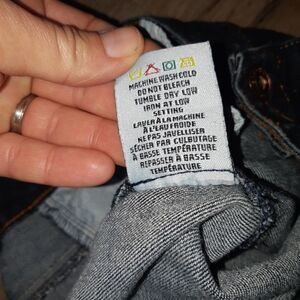 MACHINE WASH COLD
DO NOT BLEACH
TUMBLE DRY LOW
IRON AT LOW
SETTING
LAVER À LA MACHINE
À L'EAU FROIDE
NE PAS JAVELLISER
SÉCHER PAR CULBUTAGE
À BASSE TEMPÉRATURE
REPASSER À BASSE
TEMPÉRATURE